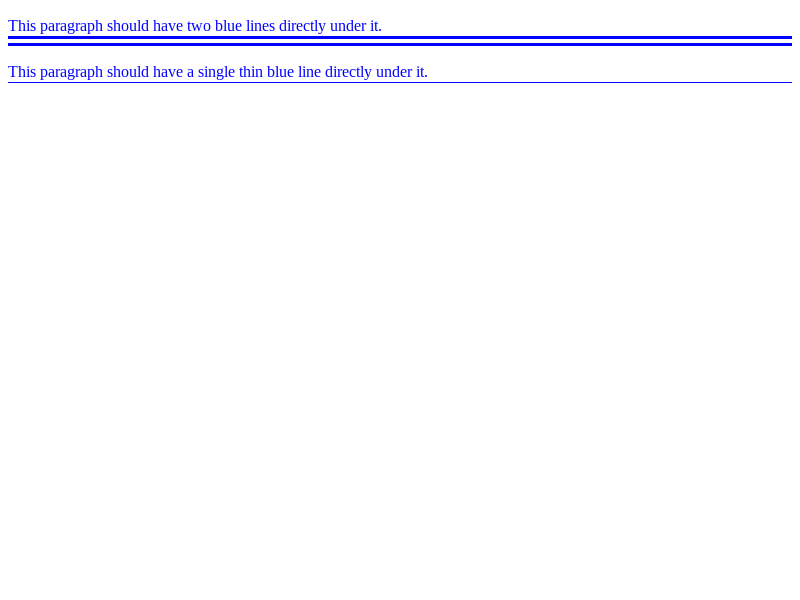 This paragraph should have two blue lines directly under it.
This paragraph should have a single thin blue line directly under it.